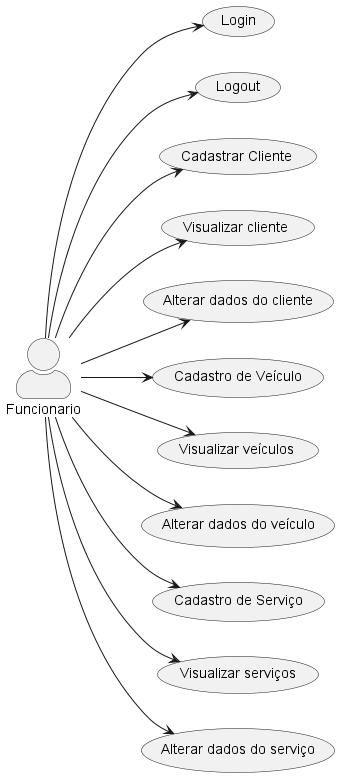 Login
Logout
Cadastrar Cliente
Visualizar cliente
Alterar dados do cliente
Cadastro de Veículo
Funcionario
Visualizar veículos
Alterar dados do veículo
Cadastro de Serviço
Visualizar serviços
Alterar dados do serviço